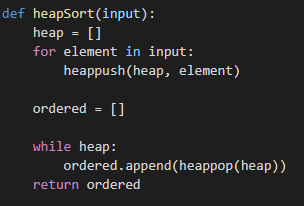 def heapSort(input):
    heap = []
    for element in input:
        heappush(heap, element)

    ordered = []

    while heap:
        ordered.append(heappop(heap))
    return ordered